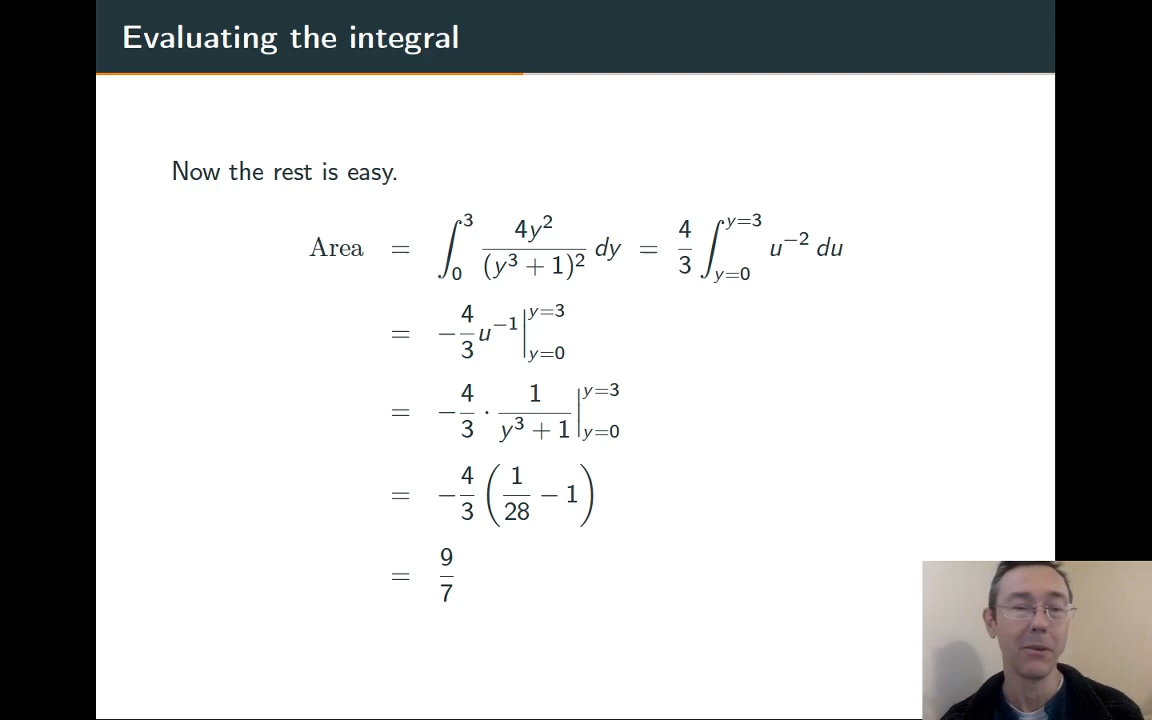 Evaluating the integral
Now the rest is easy.
Area = ∫₀³ 4y²/(y³ + 1)² dy = 4/3 ∫_{y=0}^{y=3} u⁻² du
= −4/3 u⁻¹ |_{y=0}^{y=3}
= −4/3 · 1/(y³ + 1) |_{y=0}^{y=3}
= −4/3 (1/28 − 1)
= 9/7